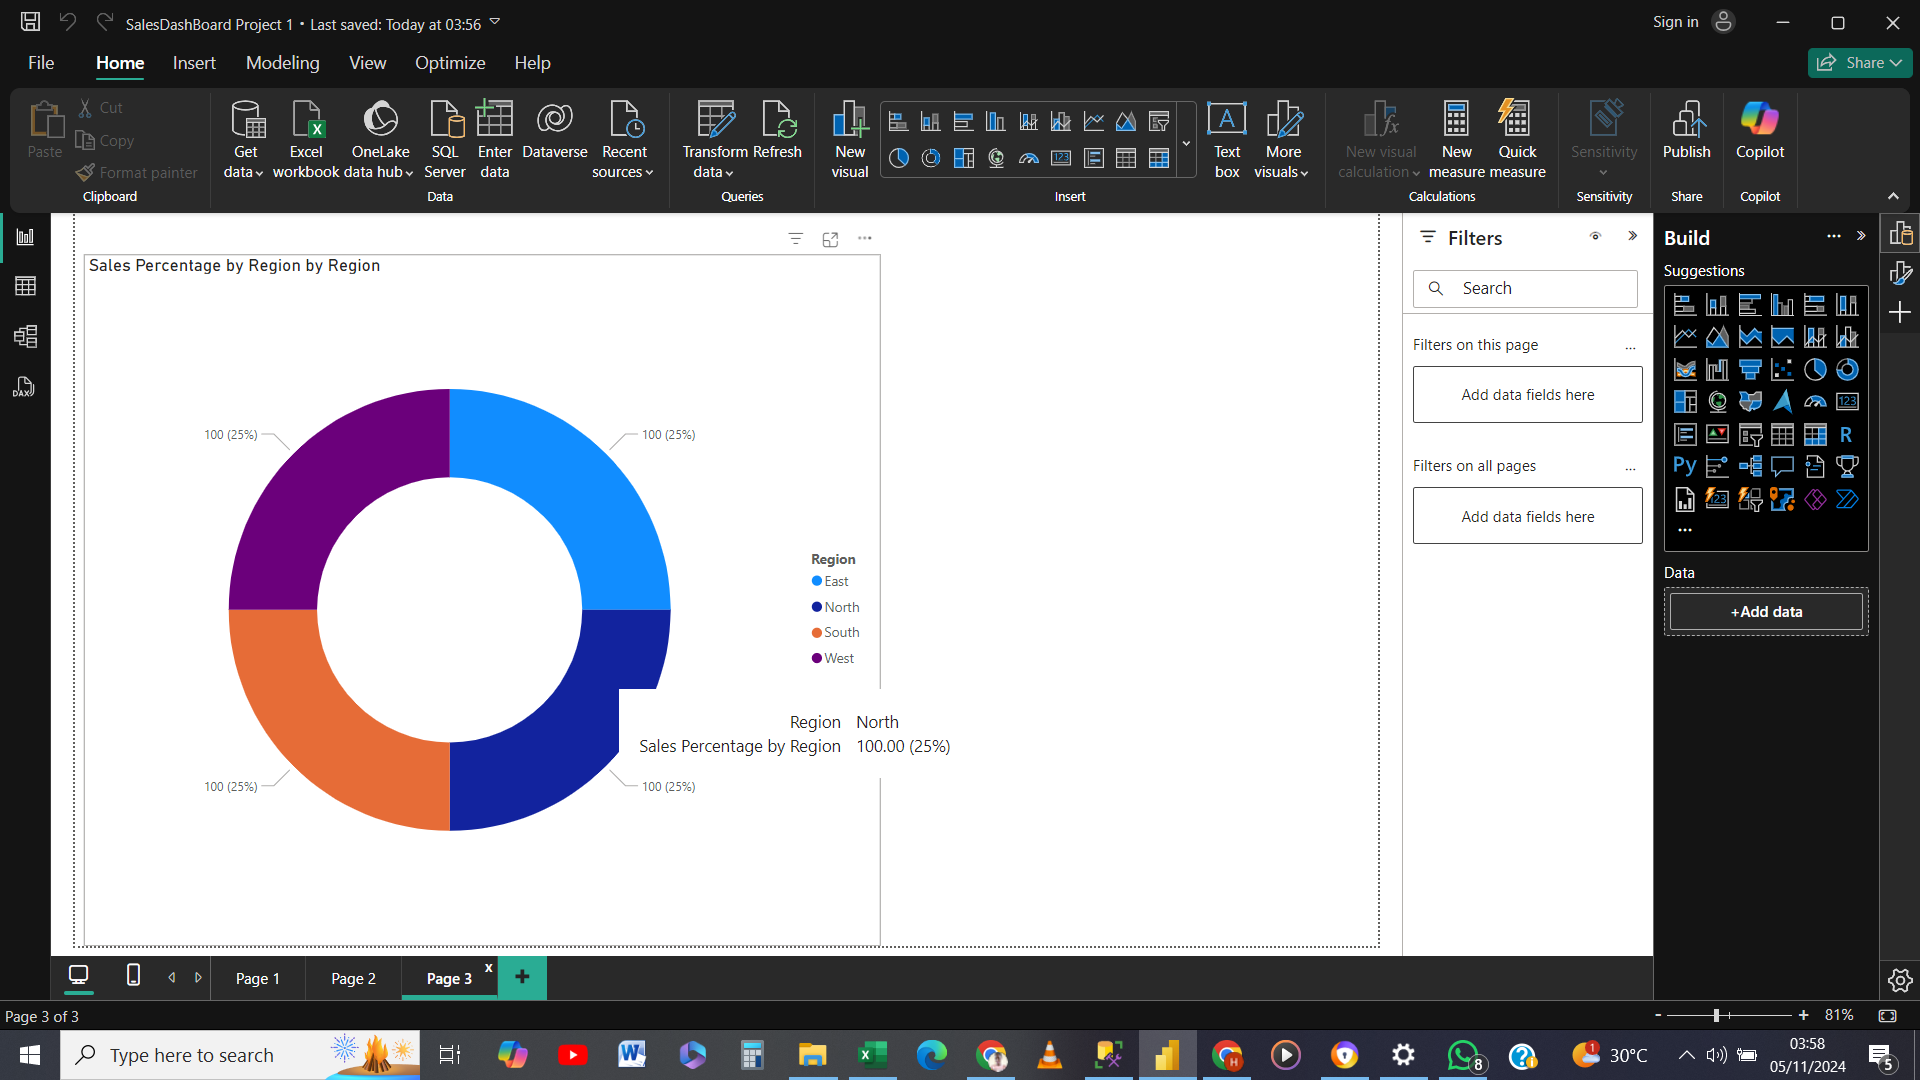 SalesDashBoard Project 1 • Last saved: Today at 03:56
Sign in
File
Home
Insert
Modeling
View
Optimize
Help
Share
Paste
Cut
Copy
Format painter
Clipboard
Get data
Excel workbook
OneLake data hub
SQL Server
Enter data
Dataverse
Recent sources
Data
Transform data
Refresh
Queries
New visual
Text box
More visuals
Insert
New visual calculation
New measure
Quick measure
Calculations
Sensitivity
Sensitivity
Publish
Share
Copilot
Copilot
Sales Percentage by Region by Region
100 (25%)
100 (25%)
Region
East
North
South
West
Region North
Sales Percentage by Region 100.00 (25%)
100 (25%)
100 (25%)
Filters
Search
Filters on this page
Add data fields here
Filters on all pages
Add data fields here
Build
Suggestions
123
R
Py
123
Data
+Add data
DAX
Page 1
Page 2
Page 3
x
Page 3 of 3
- + 81%
Type here to search
8
1
30°C
03:58
05/11/2024
5